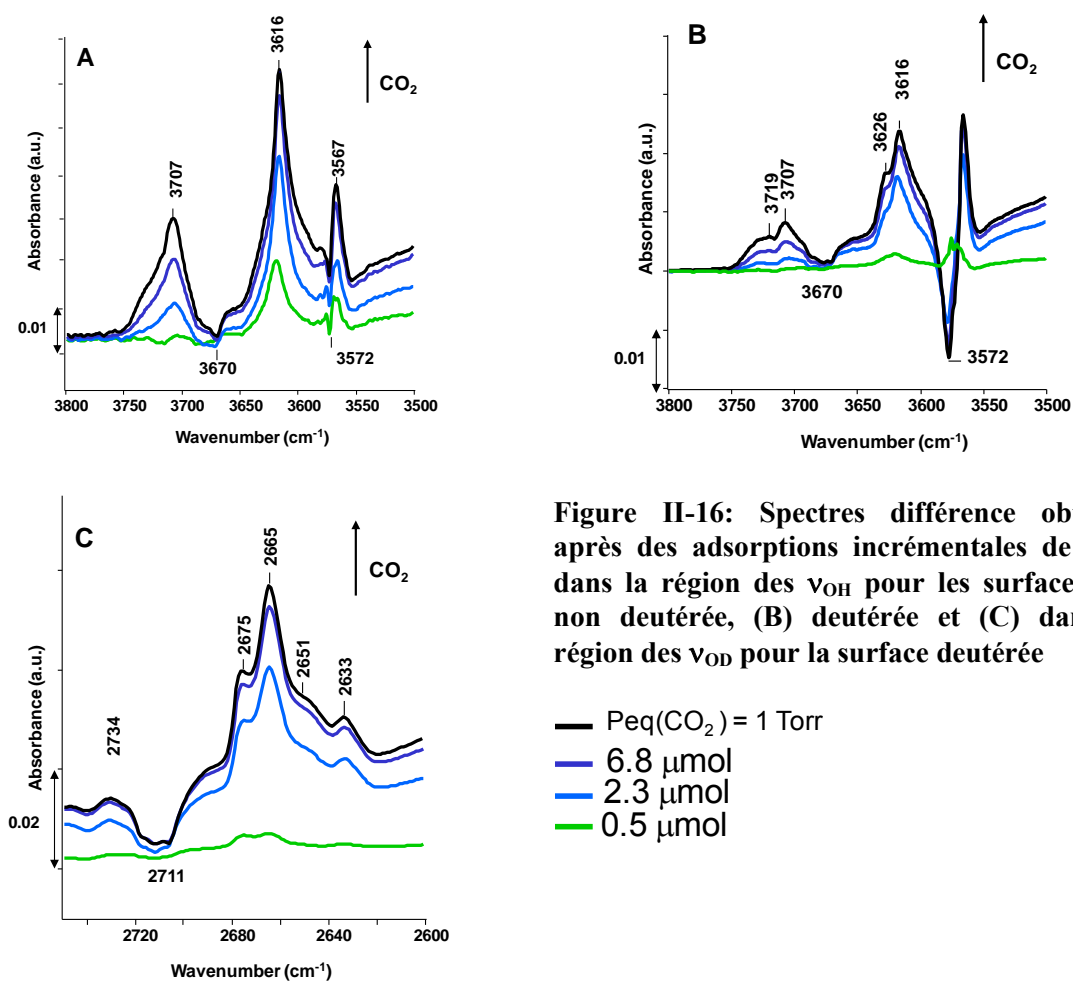 A
3616
CO2
3707
3567
Absorbance (a.u.)
0.01
3670
3572
3800 3750 3700 3650 3600 3550 3500
Wavenumber (cm-1)
B
CO2
3616
3626
3719
3707
Absorbance (a.u.)
3670
0.01
3572
3800 3750 3700 3650 3600 3550 3500
Wavenumber (cm-1)
C
2665
CO2
2675
2651
2633
2734
Absorbance (a.u.)
0.02
2711
2720 2680 2640 2600
Wavenumber (cm-1)
Figure II-16: Spectres différence
après des adsorptions incrémentales de
dans la région des νOH pour les
non deutérée, (B) deutérée et (C)
région des νOD pour la surface deutérée
Peq(CO2) = 1 Torr
6.8 μmol
2.3 μmol
0.5 μmol